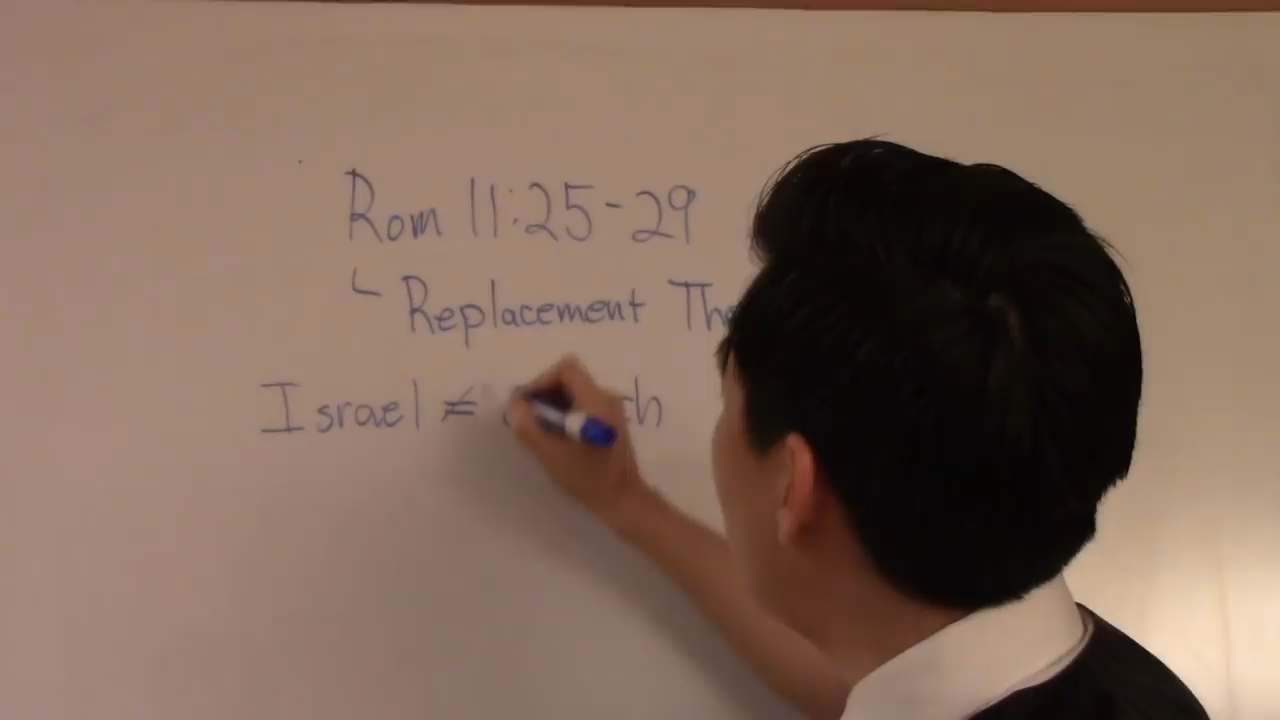 Rom 11:25-29
└ Replacement
Israel ≠